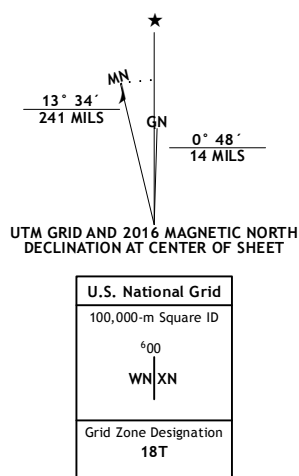 ★
MN
GN
13° 34´
241 MILS
0° 48´
14 MILS
UTM GRID AND 2016 MAGNETIC NORTH
DECLINATION AT CENTER OF SHEET
U.S. National Grid
100,000-m Square ID
⁶00
WN XN
Grid Zone Designation
18T